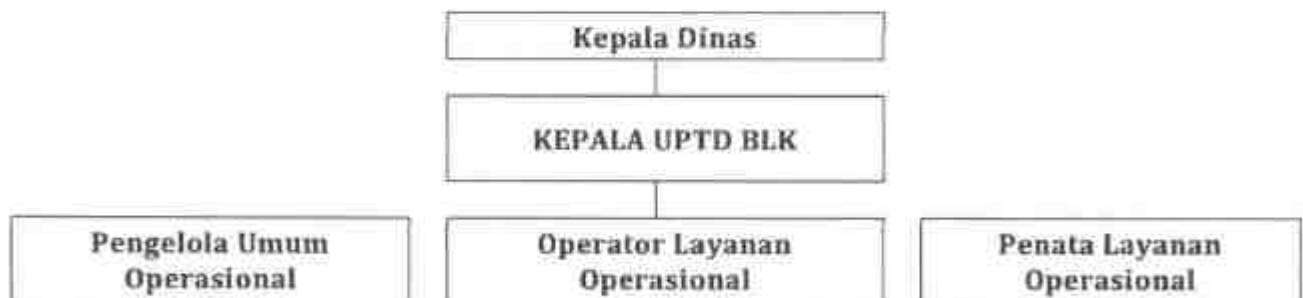 Kepala Dinas
KEPALA UPTD BLK
Pengelola Umum
Operasional
Operator Layanan
Operasional
Penata Layanan
Operasional